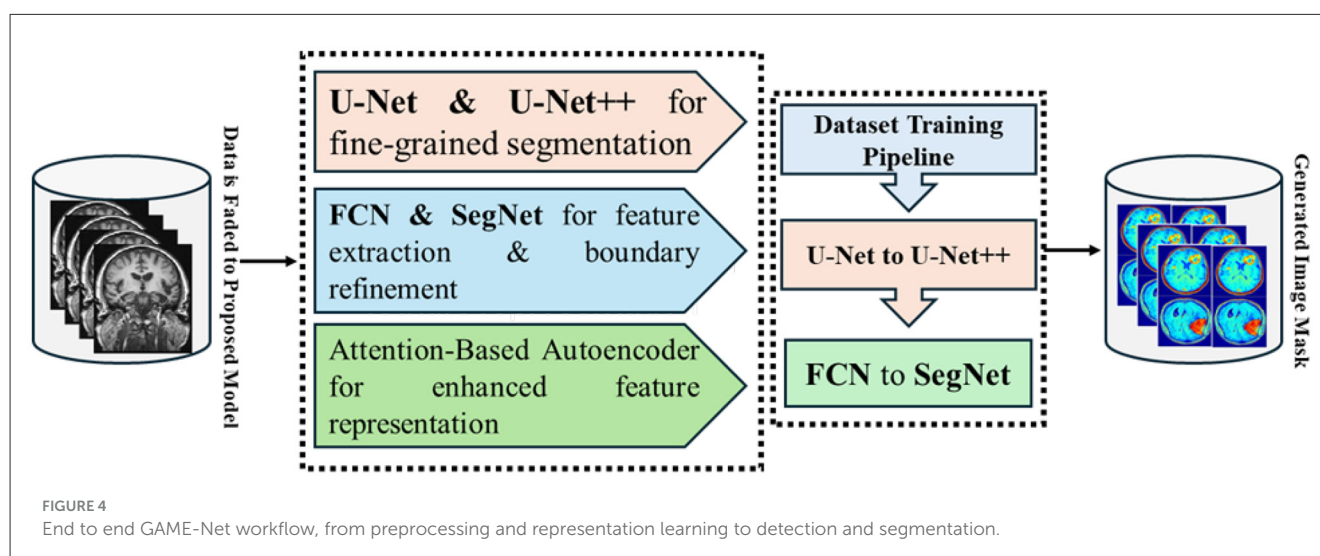 Data is Faded to Proposed Model
U-Net & U-Net++ for
fine-grained segmentation
FCN & SegNet for feature
extraction & boundary
refinement
Attention-Based Autoencoder
for enhanced feature
representation
Dataset Training
Pipeline
U-Net to U-Net++
FCN to SegNet
Generated Image Mask
FIGURE 4
End to end GAME-Net workflow, from preprocessing and representation learning to detection and segmentation.